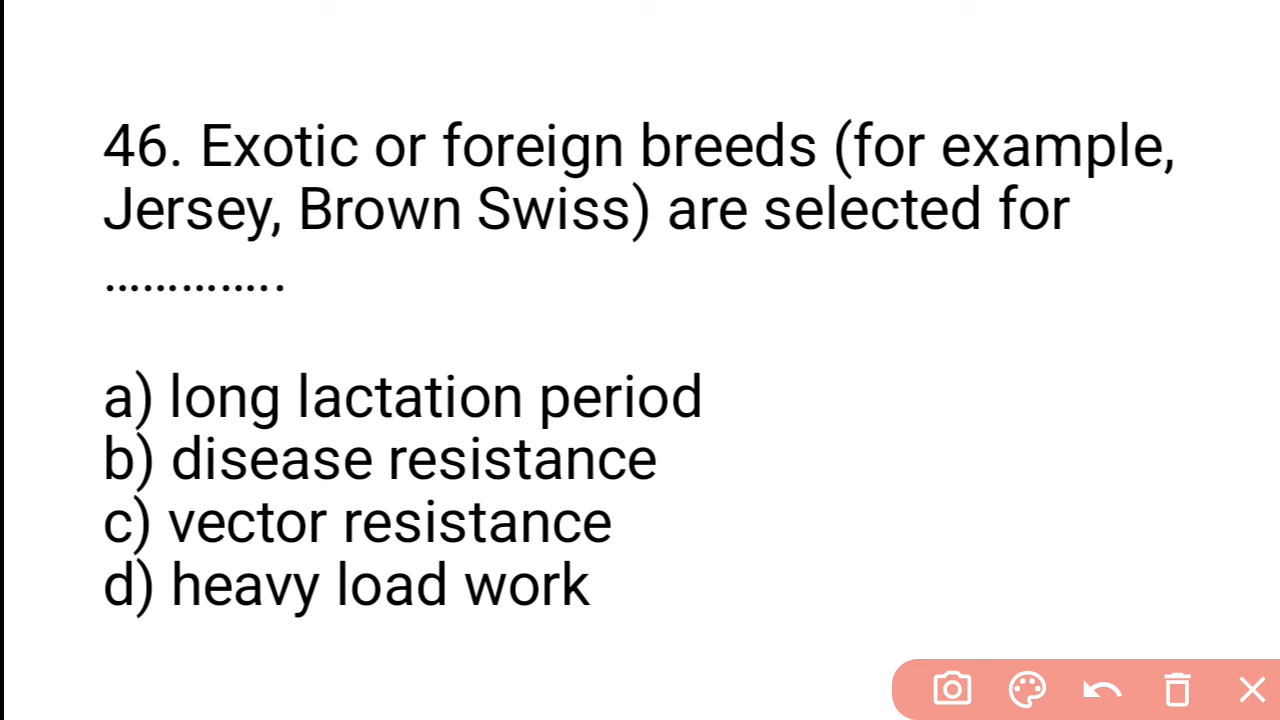 46. Exotic or foreign breeds (for example,
Jersey, Brown Swiss) are selected for
..............
a) long lactation period
b) disease resistance
c) vector resistance
d) heavy load work